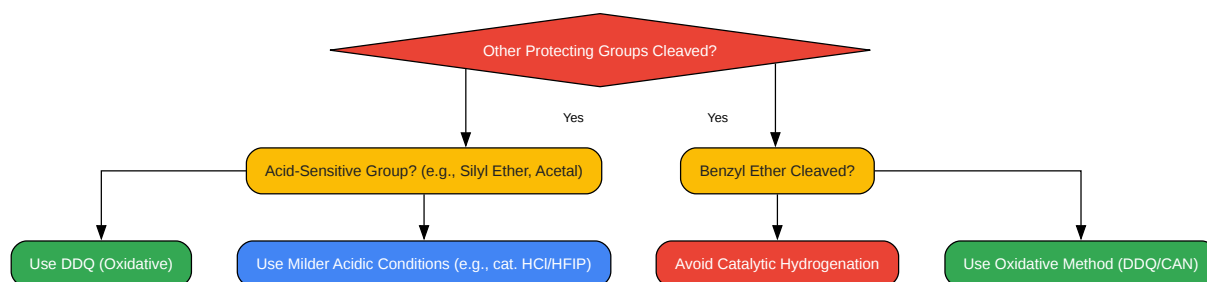 Other Protecting Groups Cleaved?
Yes
Yes
Acid-Sensitive Group? (e.g., Silyl Ether, Acetal)
Benzyl Ether Cleaved?
Use DDQ (Oxidative)
Use Milder Acidic Conditions (e.g., cat. HCl/HFIP)
Avoid Catalytic Hydrogenation
Use Oxidative Method (DDQ/CAN)